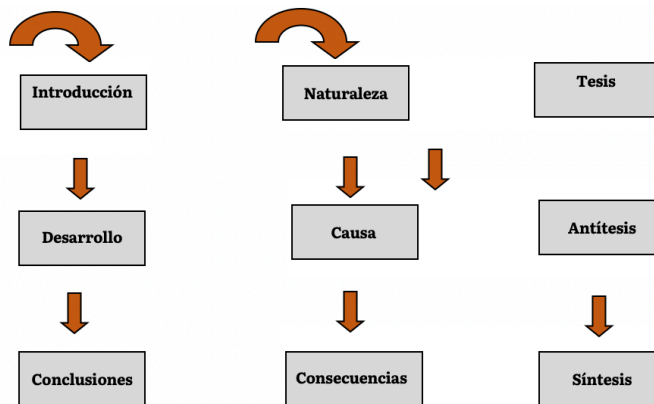 Introducción
Naturaleza
Tesis
Desarrollo
Causa
Antítesis
Conclusiones
Consecuencias
Síntesis